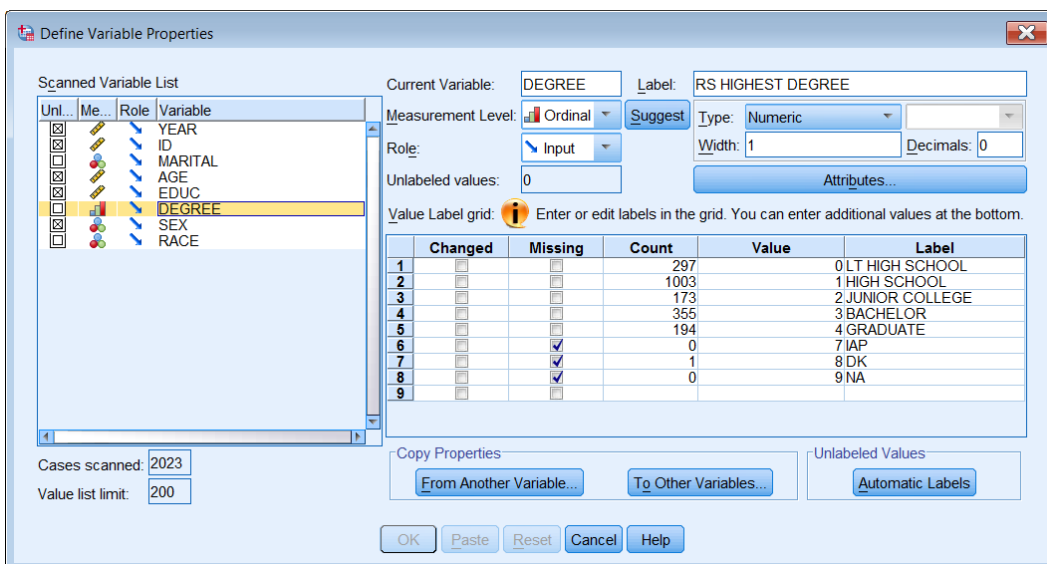 Define Variable Properties
Scanned Variable List
Unl... Me... Role Variable
YEAR
ID
MARITAL
AGE
EDUC
DEGREE
SEX
RACE
Cases scanned: 2023
Value list limit: 200
Current Variable: DEGREE Label: RS HIGHEST DEGREE
Measurement Level: Ordinal Suggest Type: Numeric
Role: Input Width: 1 Decimals: 0
Unlabeled values: 0 Attributes...
Value Label grid: Enter or edit labels in the grid. You can enter additional values at the bottom.
Changed Missing Count Value Label
1 297 0 LT HIGH SCHOOL
2 1003 1 HIGH SCHOOL
3 173 2 JUNIOR COLLEGE
4 355 3 BACHELOR
5 194 4 GRADUATE
6 0 7 IAP
7 1 8 DK
8 0 9 NA
9
Copy Properties
From Another Variable... To Other Variables...
Unlabeled Values
Automatic Labels
OK Paste Reset Cancel Help